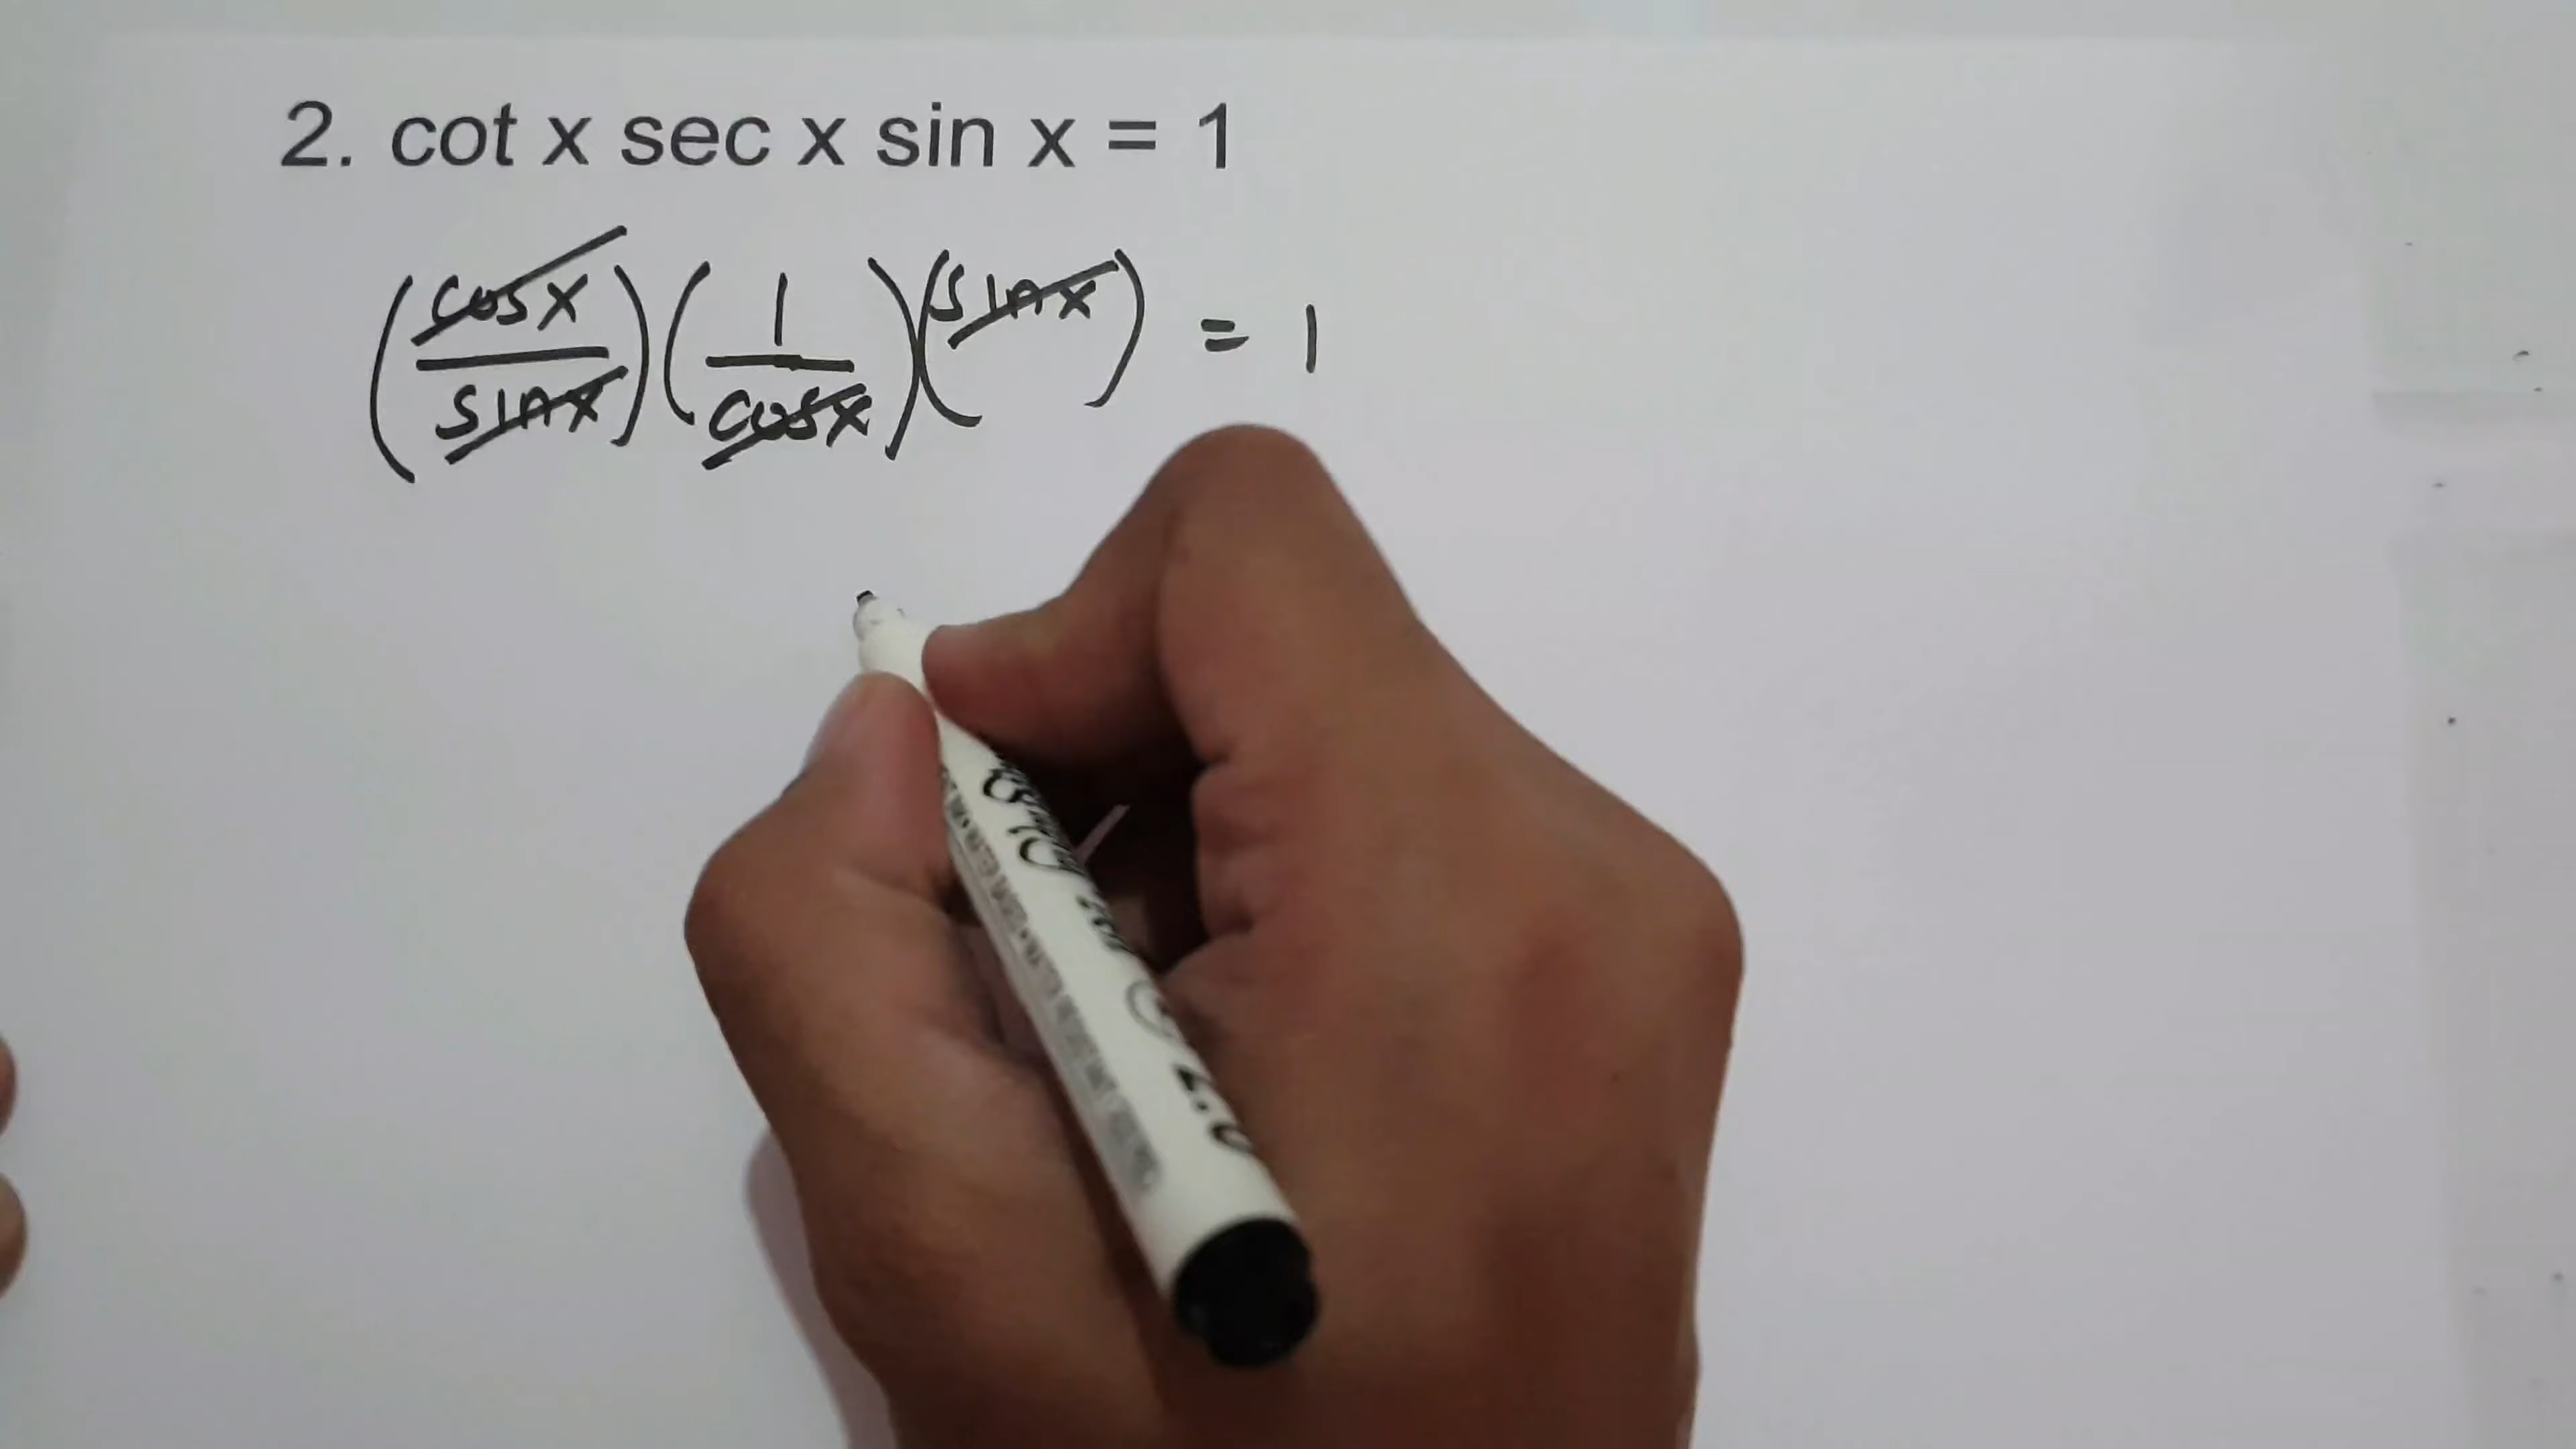 2. cot x sec x sin x = 1
(cos x / sin x) (1 / cos x) (sin x) = 1